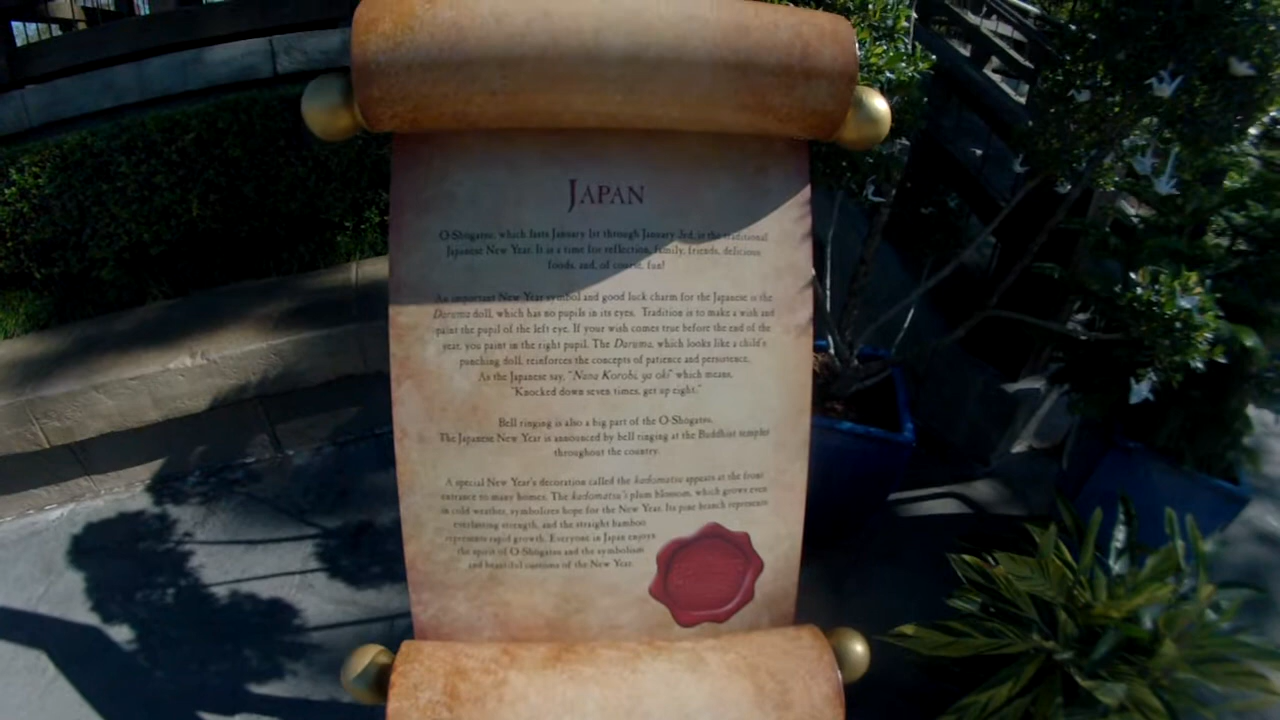 JAPAN
O-Shogatsu, which lasts January 1st through January 3rd, is the traditional
Japanese New Year. It is a time for reflection, family, friends, delicious
foods, and, of course, fun!
An important New Year symbol and good luck charm for the Japanese is the
Daruma doll, which has no pupils in its eyes. Tradition is to make a wish and
paint the pupil of the left eye. If your wish comes true before the end of the
year, you paint in the right pupil. The Daruma, which looks like a child's
punching doll, reinforces the concepts of patience and persistence.
As the Japanese say, "Nana Korobi, ya oki" which means,
"Knocked down seven times, get up eight."
Bell ringing is also a big part of the O-Shogatsu.
The Japanese New Year is announced by bell ringing at the Buddhist temples
throughout the country.
A special New Year's decoration called the kadomatsu appears at the front
entrance to many homes. The kadomatsu's plum blossom, which grows even
in cold weather, symbolizes hope for the New Year. Its pine branch represents
everlasting strength, and the straight bamboo
represents rapid growth. Everyone in Japan enjoys
the spirit of O-Shogatsu and the symbolism
and beautiful customs of the New Year.